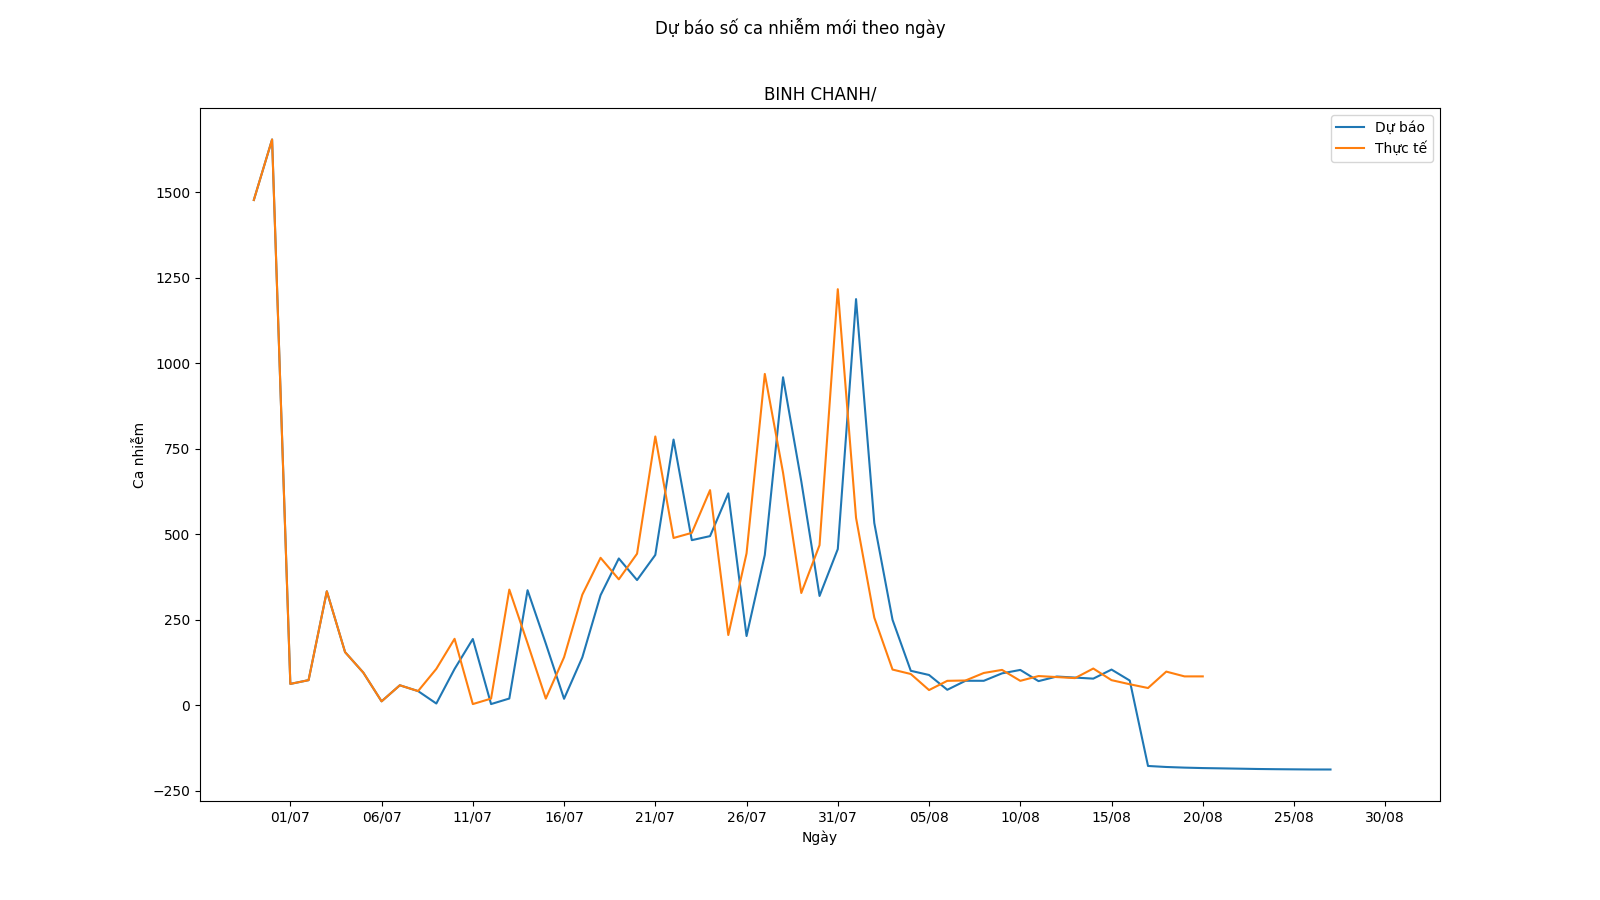 Dự báo số ca nhiễm mới theo ngày
BINH CHANH/
Dự báo
Thực tế
1500
1250
1000
750
500
250
0
−250
Ca nhiễm
01/07 06/07 11/07 16/07 21/07 26/07 31/07 05/08 10/08 15/08 20/08 25/08 30/08
Ngày